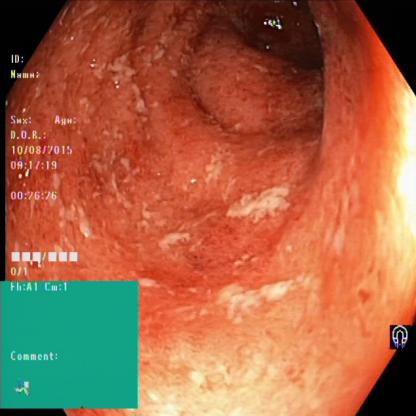 ID:
Name:
Sex: Age:
D.O.B.:
10/08/2015
09:17:19
00:26:26
0/1
Eh:A1 Cm:1
Comment: